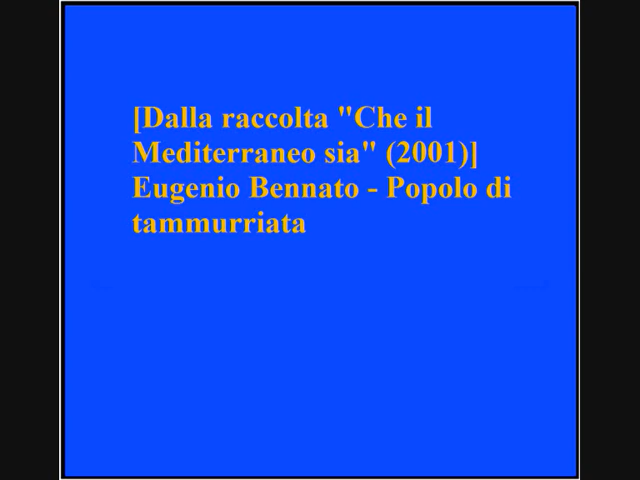 [Dalla raccolta "Che il
Mediterraneo sia" (2001)]
Eugenio Bennato - Popolo di
tammurriata